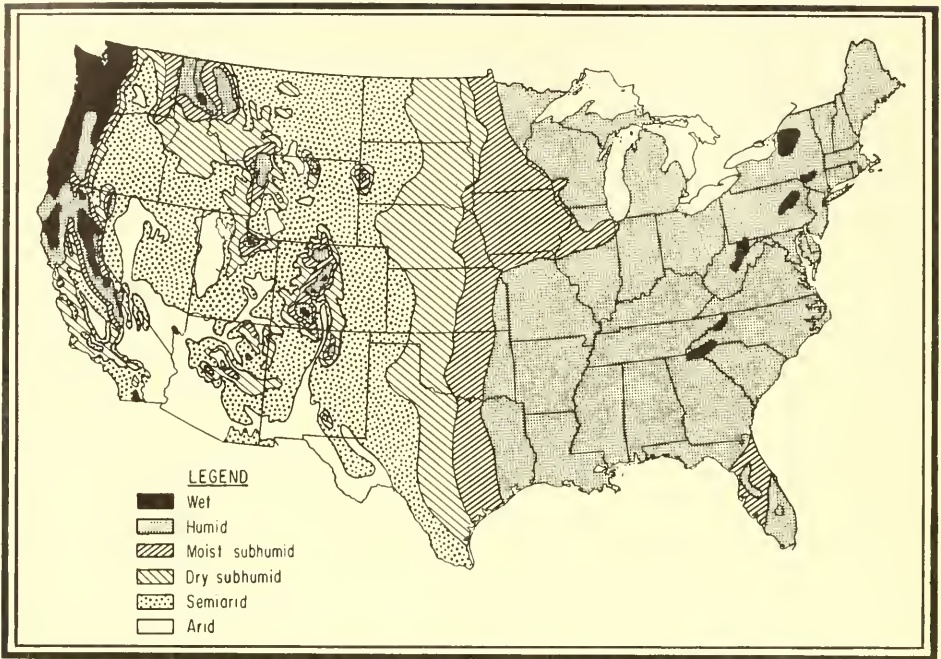 LEGEND
Wet
Humid
Moist subhumid
Dry subhumid
Semiarid
Arid